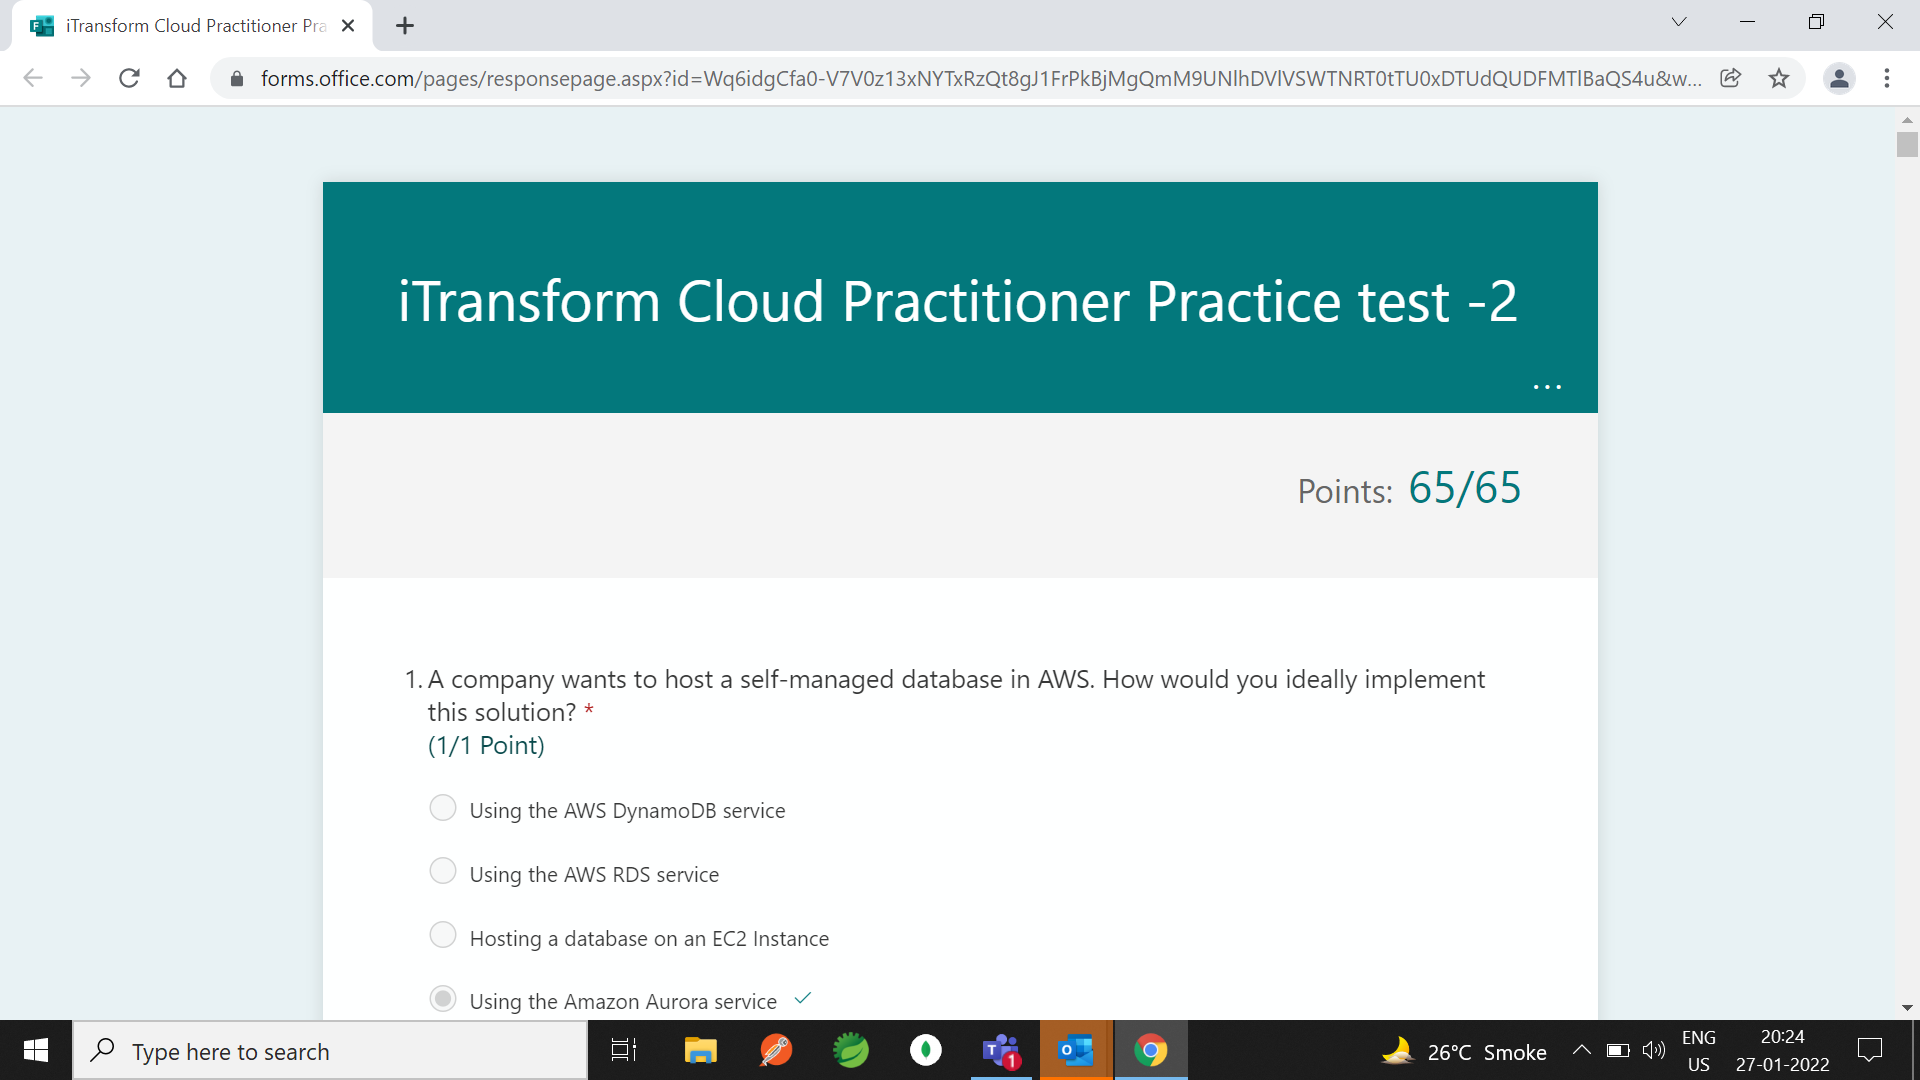 iTransform Cloud Practitioner Pra
forms.office.com/pages/responsepage.aspx?id=Wq6idgCfa0-V7V0z13xNYTxRzQt8gJ1FrPkBjMgQmM9UNlhDVlVSWTNRT0tTU0xDTUdQUDFMTlBaQS4u&w...
iTransform Cloud Practitioner Practice test -2
...
Points: 65/65
1. A company wants to host a self-managed database in AWS. How would you ideally implement
this solution? *
(1/1 Point)
Using the AWS DynamoDB service
Using the AWS RDS service
Hosting a database on an EC2 Instance
Using the Amazon Aurora service
Type here to search
T
1
O
26°C Smoke
ENG
US
20:24
27-01-2022